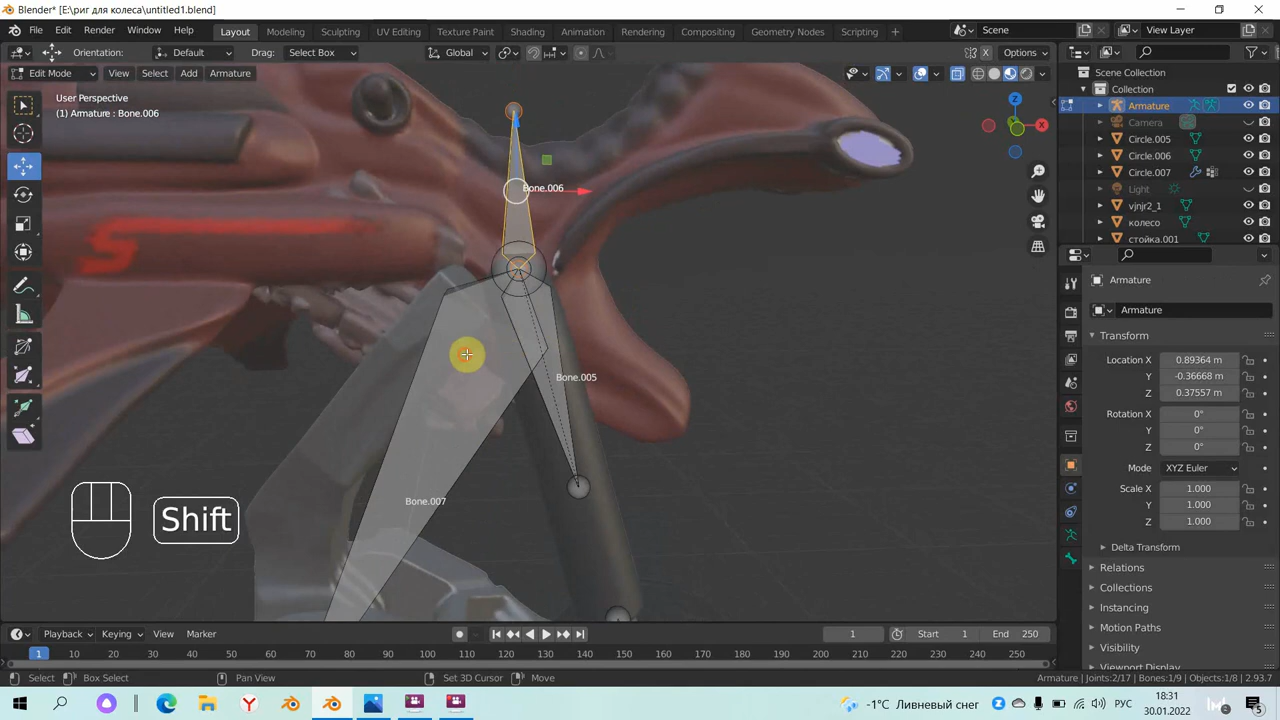 Blender* [E:\риг для колеса\untitled1.blend]
File Edit Render Window Help Layout Modeling Sculpting UV Editing Texture Paint Shading Animation Rendering Compositing Geometry Nodes Scripting + Scene View Layer
Orientation: Default Drag: Select Box Global X Options
Edit Mode View Select Add Armature
User Perspective
(1) Armature : Bone.006
Z
X
Bone.006
Bone.005
Bone.007
S
Shift
Scene Collection
Collection
Armature
Camera
Circle.005
Circle.006
Circle.007
Light
vjnjr2_1
колесо
стойка.001
Armature
Armature
Transform
Location X 0.89364 m
Y -0.36668 m
Z 0.37557 m
Rotation X 0°
Y 0°
Z 0°
Mode XYZ Euler
Scale X 1.000
Y 1.000
Z 1.000
Delta Transform
Relations
Collections
Instancing
Motion Paths
Visibility
Viewport Display
Playback Keying View Marker 1 Start 1 End 250
1 10 20 30 40 50 60 70 80 90 100 110 120 130 140 150 160 170 180 190 200 210 220 230 240 250
Select Box Select Pan View Set 3D Cursor Move Armature | Joints:2/17 | Bones:1/9 | Objects:1/8 | 2.93.7
-1°C Ливневый снег РУС 18:31
30.01.2022
5